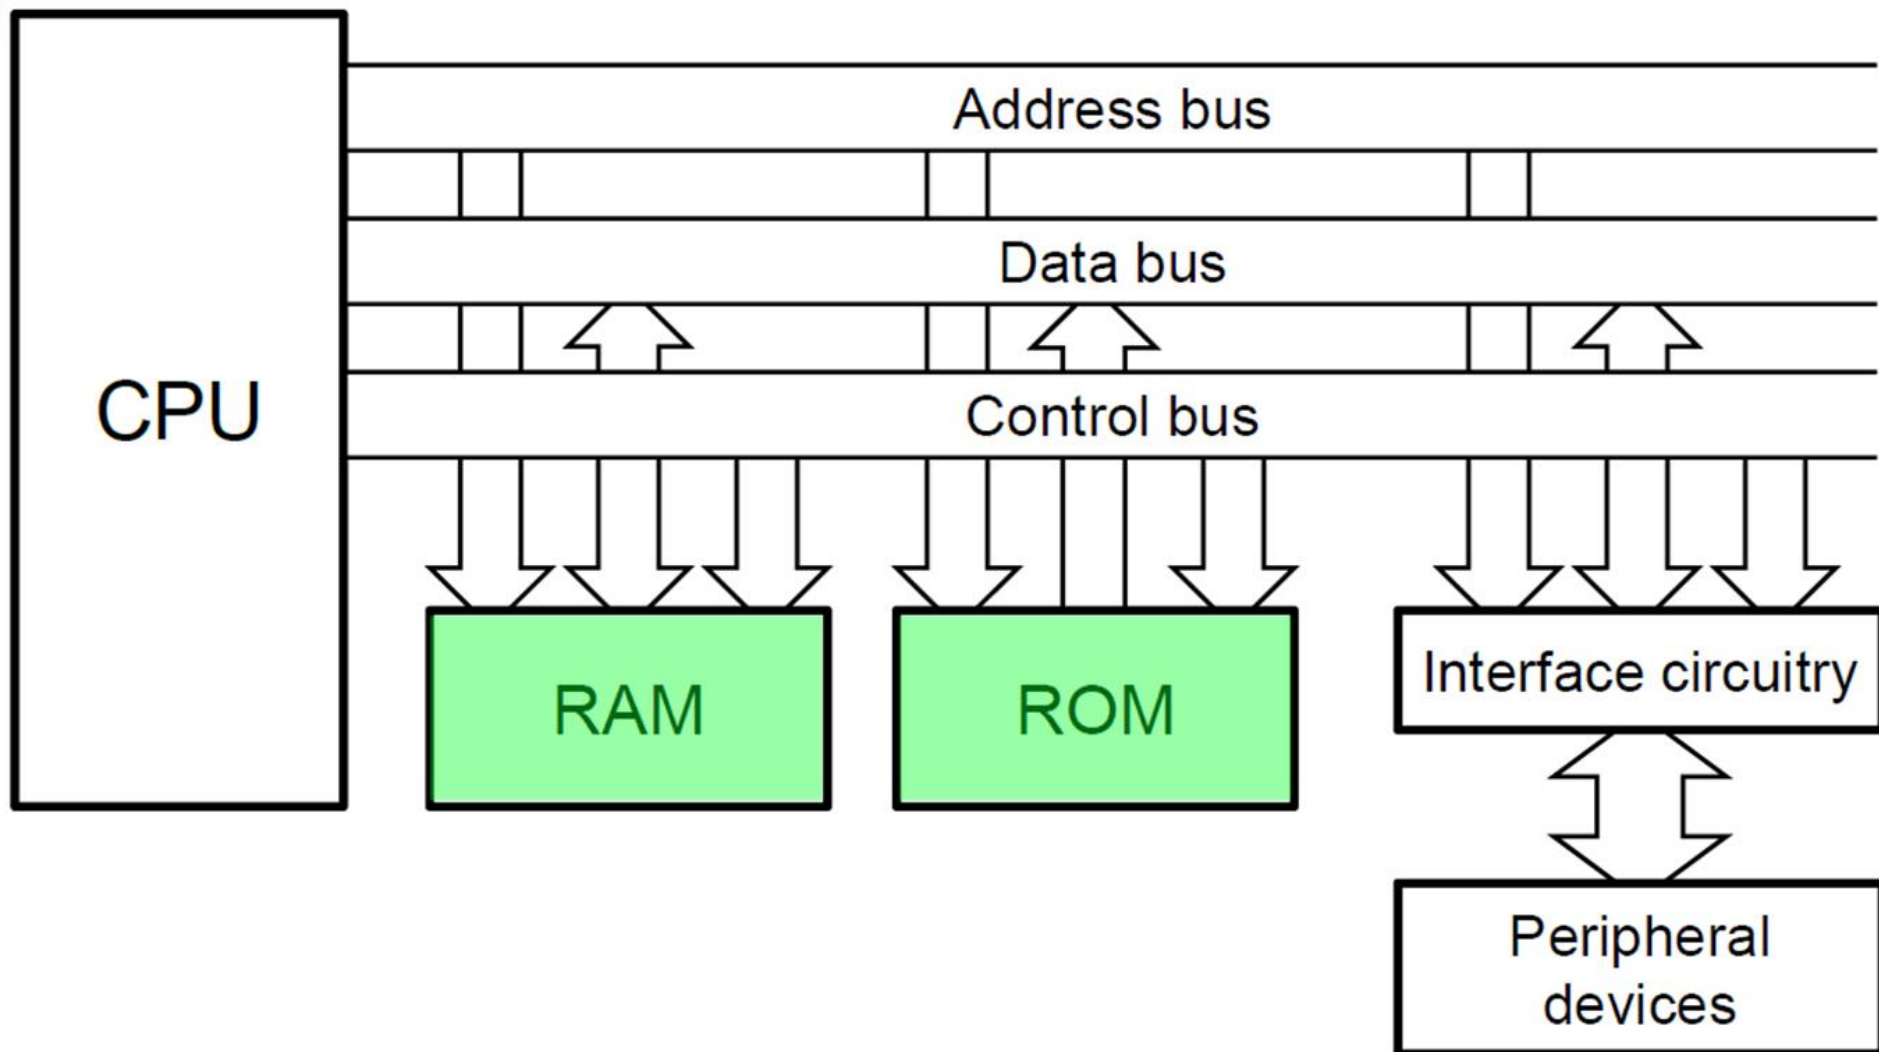 Address bus
Data bus
CPU
Control bus
RAM
ROM
Interface circuitry
Peripheral
devices